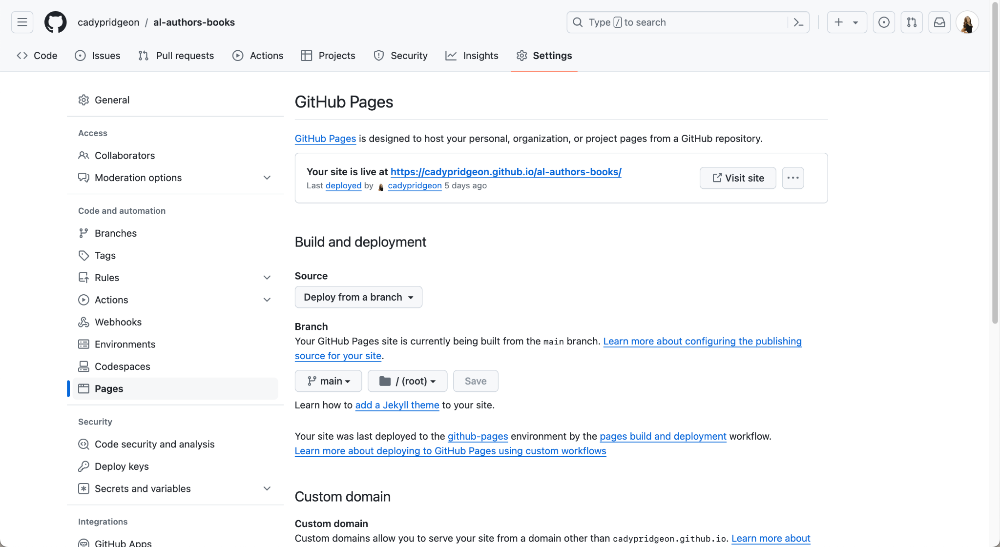 cadypridgeon / al-authors-books
Type / to search
Code Issues Pull requests Actions Projects Security Insights Settings
General
Access
Collaborators
Moderation options
Code and automation
Branches
Tags
Rules
Actions
Webhooks
Environments
Codespaces
Pages
Security
Code security and analysis
Deploy keys
Secrets and variables
Integrations
GitHub Apps
GitHub Pages
GitHub Pages is designed to host your personal, organization, or project pages from a GitHub repository.
Your site is live at https://cadypridgeon.github.io/al-authors-books/
Last deployed by cadypridgeon 5 days ago
Visit site
Build and deployment
Source
Deploy from a branch
Branch
Your GitHub Pages site is currently being built from the main branch. Learn more about configuring the publishing
source for your site.
main / (root) Save
Learn how to add a Jekyll theme to your site.
Your site was last deployed to the github-pages environment by the pages build and deployment workflow.
Learn more about deploying to GitHub Pages using custom workflows
Custom domain
Custom domain
Custom domains allow you to serve your site from a domain other than cadypridgeon.github.io. Learn more about